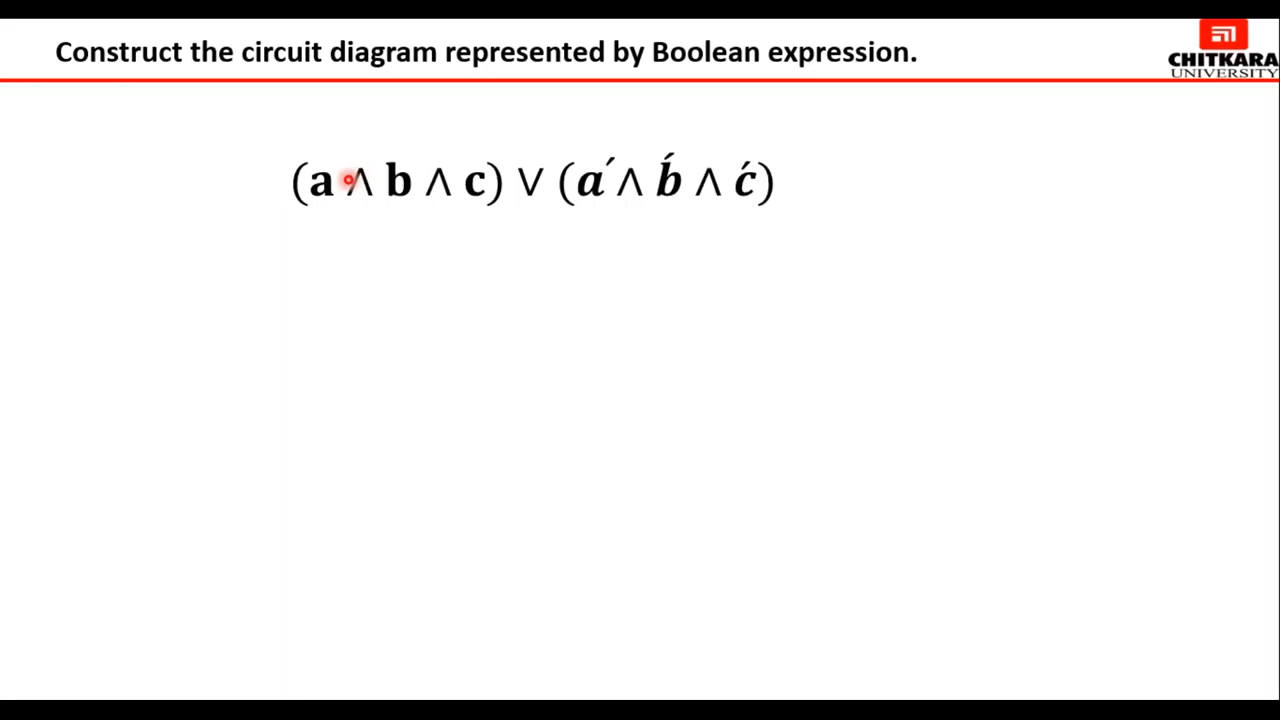 Construct the circuit diagram represented by Boolean expression.
CHITKARA
UNIVERSITY
(a ∧ b ∧ c) ∨ (a´ ∧ b́ ∧ ć)